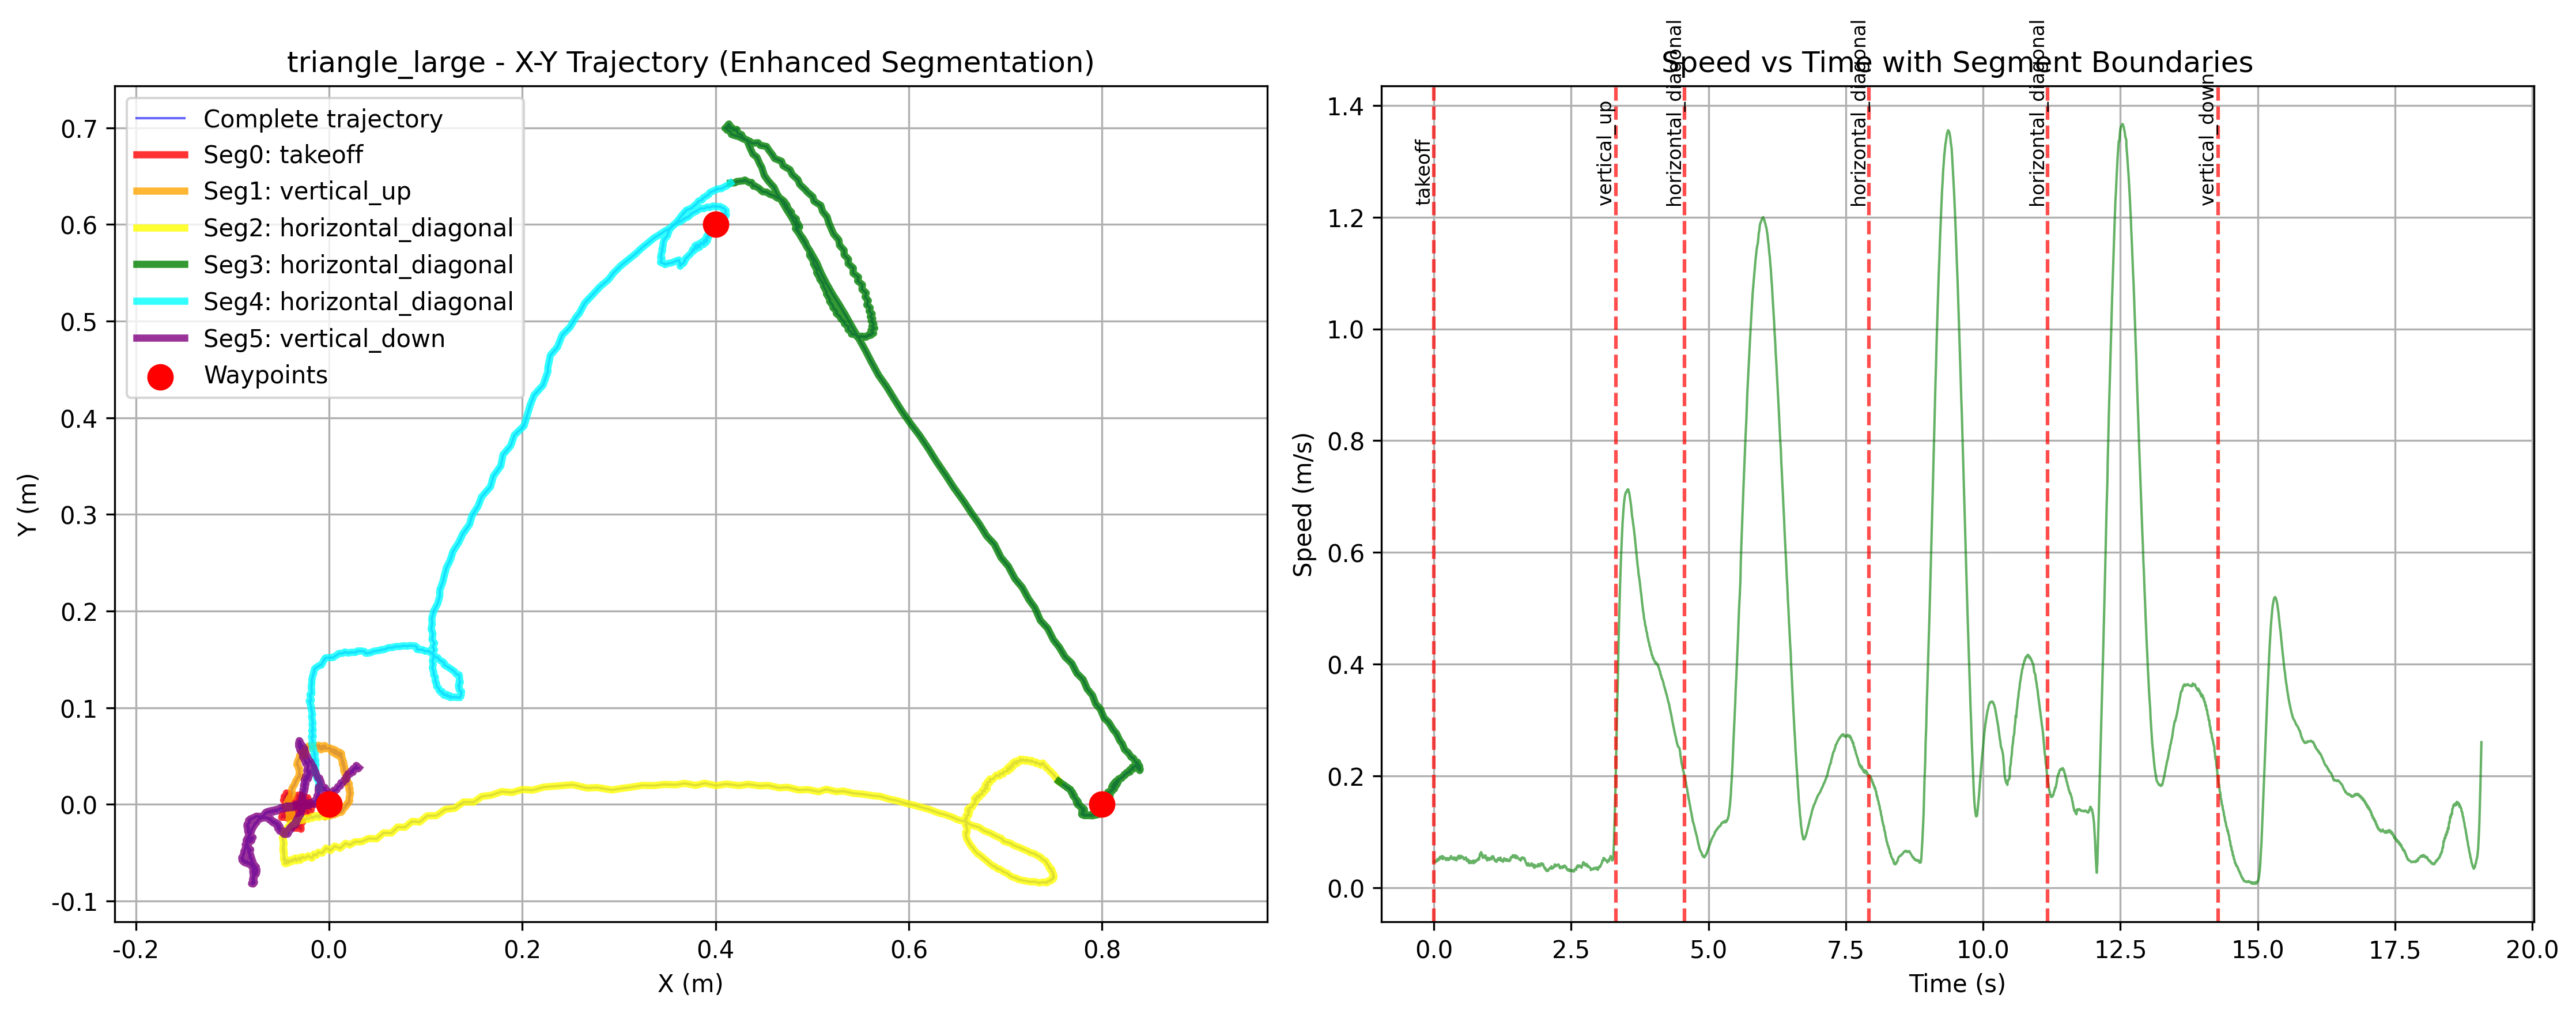 triangle_large - X-Y Trajectory (Enhanced Segmentation)
Complete trajectory
Seg0: takeoff
Seg1: vertical_up
Seg2: horizontal_diagonal
Seg3: horizontal_diagonal
Seg4: horizontal_diagonal
Seg5: vertical_down
Waypoints
0.7
0.6
0.5
0.4
0.3
0.2
0.1
0.0
-0.1
Y (m)
-0.2
0.0
0.2
0.4
0.6
0.8
X (m)
Speed vs Time with Segment Boundaries
takeoff
vertical_up
horizontal_diagonal
horizontal_diagonal
horizontal_diagonal
vertical_down
1.4
1.2
1.0
0.8
0.6
0.4
0.2
0.0
Speed (m/s)
0.0
2.5
5.0
7.5
10.0
12.5
15.0
17.5
20.0
Time (s)